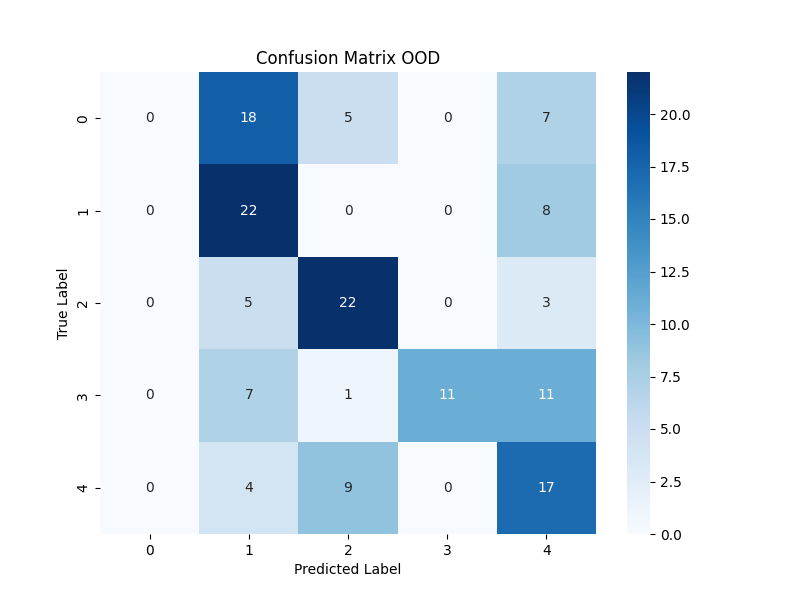 Confusion Matrix OOD
True Label
0 0 18 5 0 7
1 0 22 0 0 8
2 0 5 22 0 3
3 0 7 1 11 11
4 0 4 9 0 17
0 1 2 3 4
Predicted Label
20.0
17.5
15.0
12.5
10.0
7.5
5.0
2.5
0.0